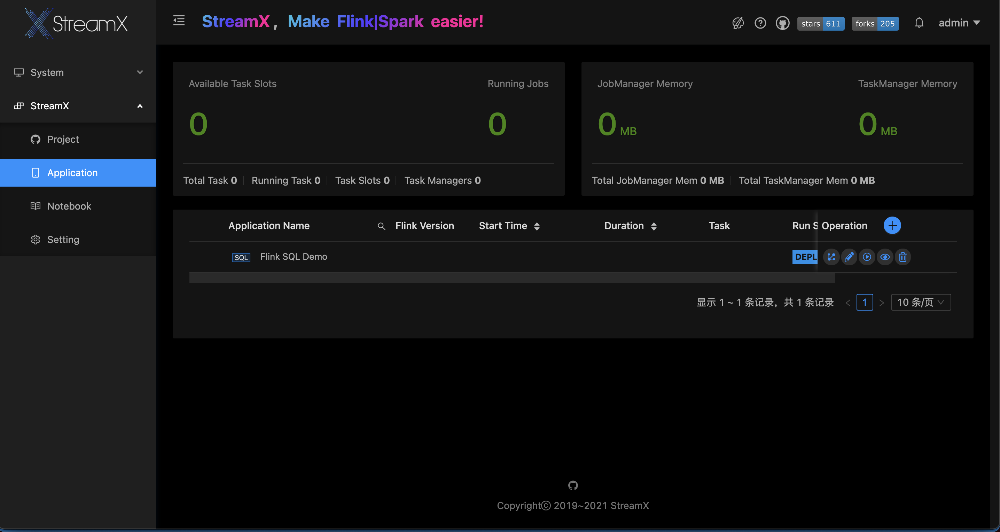 StreamX
StreamX, Make Flink|Spark easier!
stars 611
forks 205
admin
System
StreamX
Project
Application
Notebook
Setting
Available Task Slots
Running Jobs
0
0
Total Task 0
Running Task 0
Task Slots 0
Task Managers 0
JobManager Memory
TaskManager Memory
0 MB
0 MB
Total JobManager Mem 0 MB
Total TaskManager Mem 0 MB
Application Name
Flink Version
Start Time
Duration
Task
Run S
Operation
SQL
Flink SQL Demo
DEPL
显示 1 ~ 1 条记录，共 1 条记录
1
10 条/页
Copyright© 2019~2021 StreamX